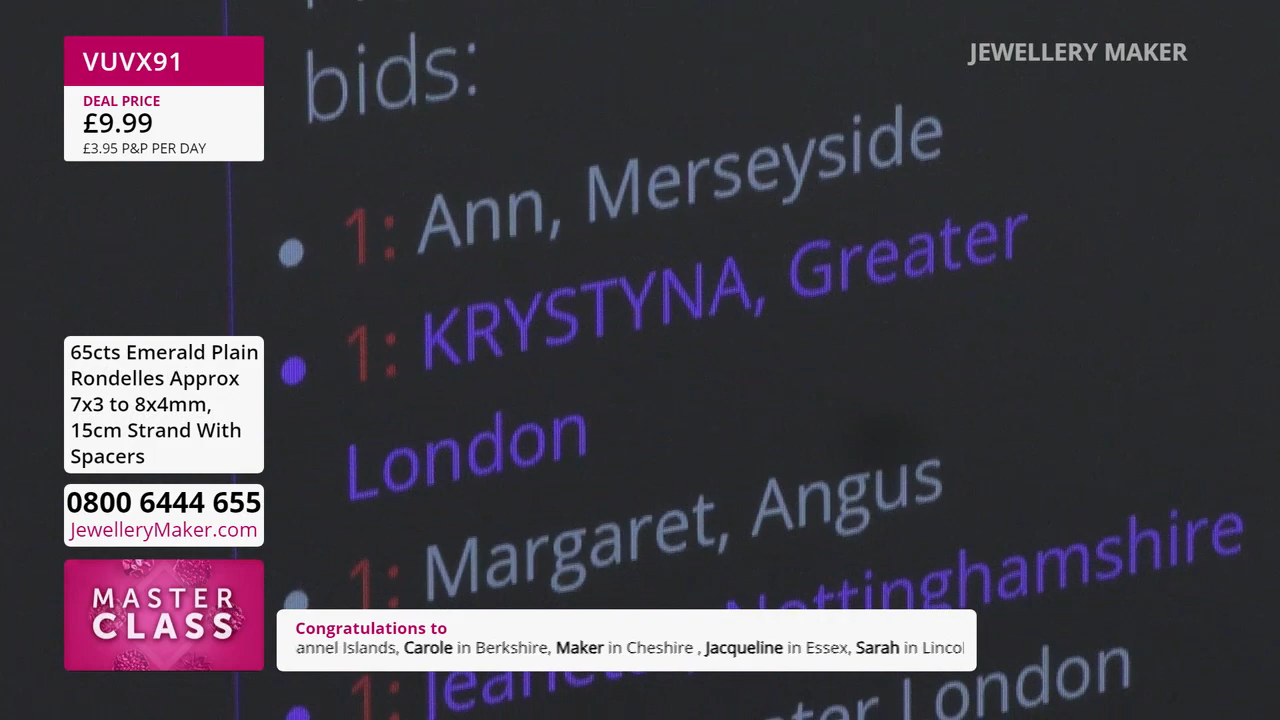 VUVX91
DEAL PRICE
£9.99
£3.95 P&P PER DAY
65cts Emerald Plain
Rondelles Approx
7x3 to 8x4mm,
15cm Strand With
Spacers
0800 6444 655
JewelleryMaker.com
MASTER
CLASS
JEWELLERY MAKER
bids:
• 1: Ann, Merseyside
• 1: KRYSTYNA, Greater
London
• 1: Margaret, Angus
Nottinghamshire
• 1:
London
Congratulations to
annel Islands, Carole in Berkshire, Maker in Cheshire , Jacqueline in Essex, Sarah in Lincol